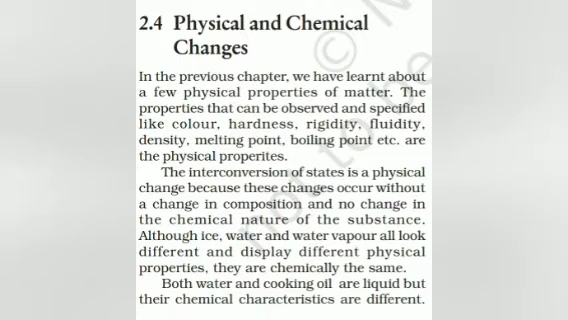 2.4 Physical and Chemical
Changes
In the previous chapter, we have learnt about
a few physical properties of matter. The
properties that can be observed and specified
like colour, hardness, rigidity, fluidity,
density, melting point, boiling point etc. are
the physical properites.
The interconversion of states is a physical
change because these changes occur without
a change in composition and no change in
the chemical nature of the substance.
Although ice, water and water vapour all look
different and display different physical
properties, they are chemically the same.
Both water and cooking oil are liquid but
their chemical characteristics are different.